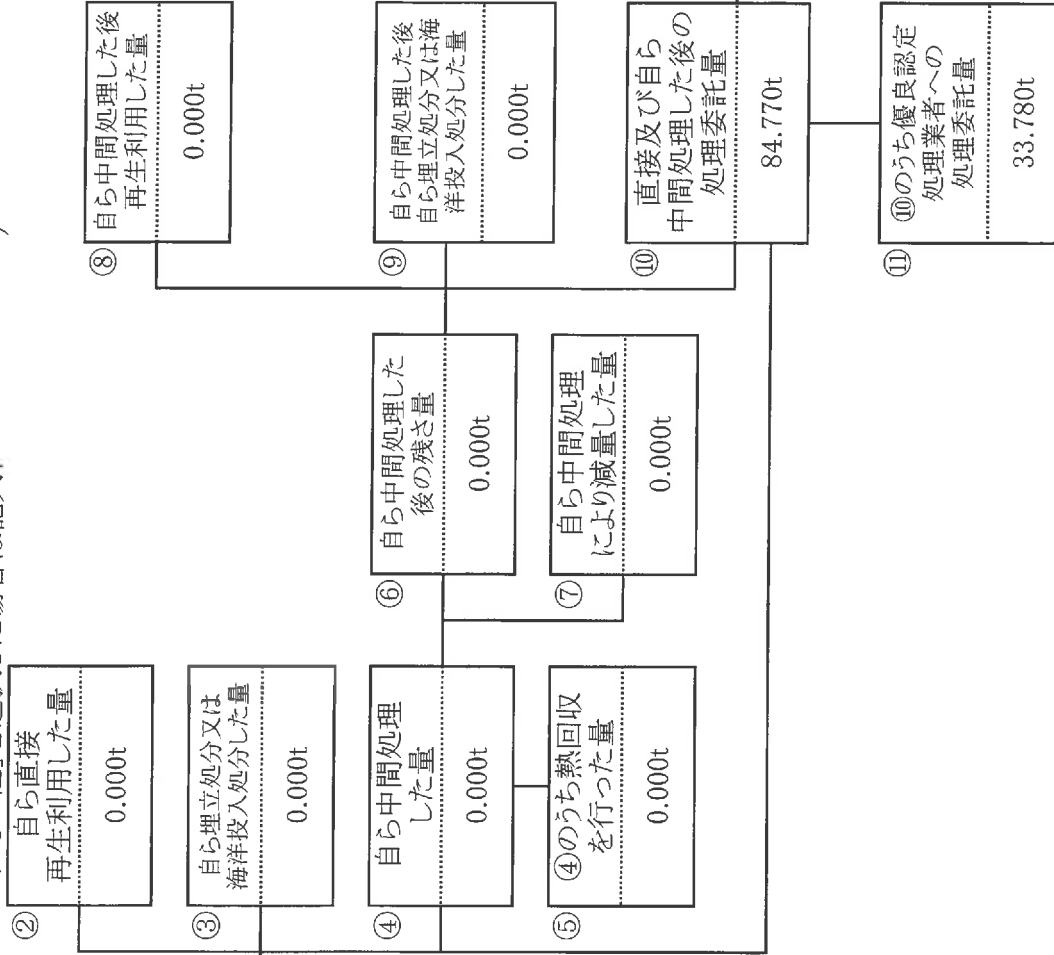 ②
自ら直接
再生利用した量
0.000t
③
自ら埋立処分又は
海洋投入処分した量
0.000t
④
自ら中間処理
した量
0.000t
⑤
④のうち熱回収
を行った量
0.000t
⑥
自ら中間処理した
後の残さ量
0.000t
⑦
自ら中間処理
により減量した量
0.000t
⑧
自ら中間処理した後
再生利用した量
0.000t
⑨
自ら中間処理した後
自ら埋立処分又は海
洋投入処分した量
0.000t
⑩
直接及び自ら
中間処理した後の
処理委託量
84.770t
⑪
⑩のうち優良認定
処理業者への
処理委託量
33.780t